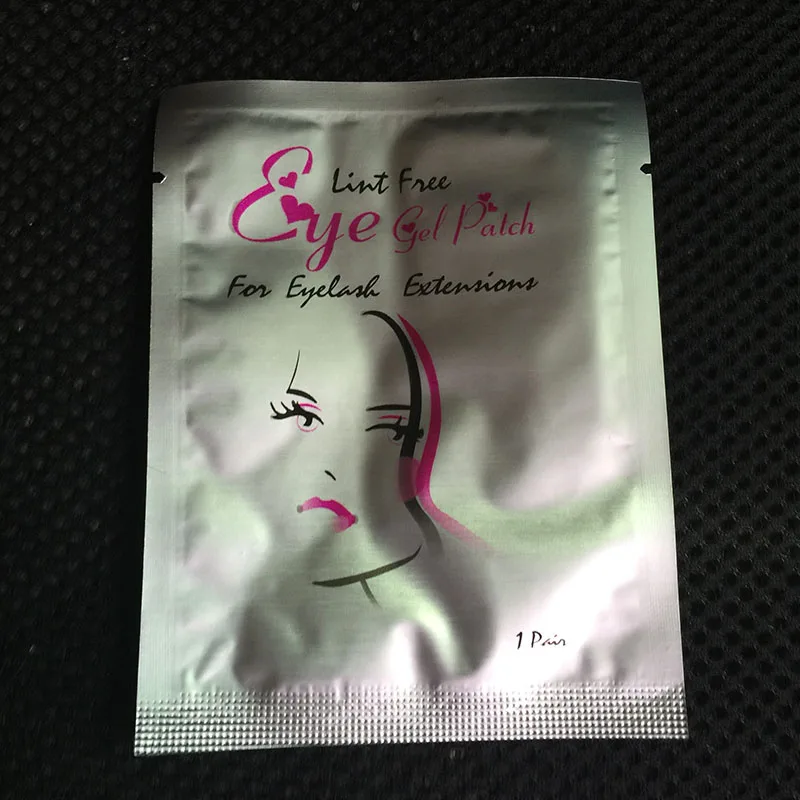 Lint Free
Eye Gel Patch
For Eyelash Extensions
1 Pair